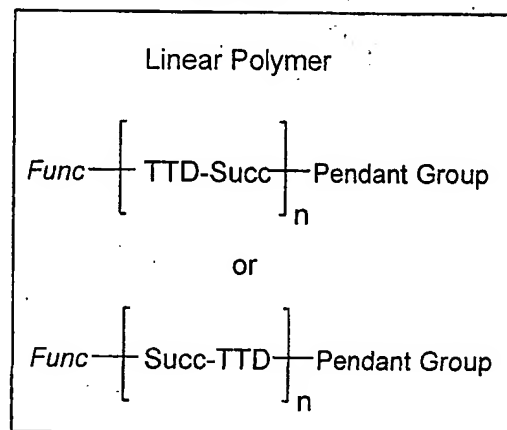 Linear Polymer
Func TTD-Succ Pendant Group
n
or
Func Succ-TTD Pendant Group
n